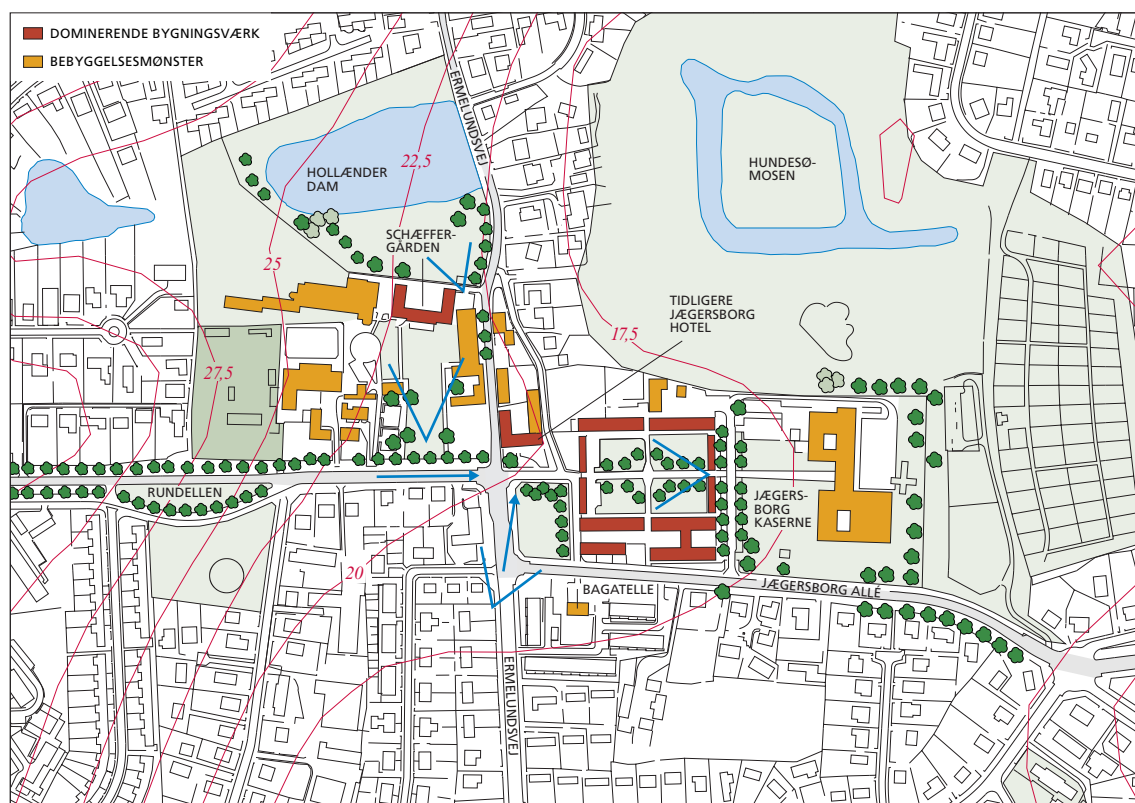 DOMINERENDE BYGNINGSVÆRK
BEBYGGELSESMØNSTER
ERMELUNDSVEJ
HOLLÆNDER
DAM
22,5
HUNDESØ-
MOSEN
SCHÆFFER-
GÅRDEN
25
TIDLIGERE
JÆGERSBORG
HOTEL
17,5
27,5
RUNDELLEN
JÆGERS-
BORG
KASERNE
20
BAGATELLE
JÆGERSBORG ALLÉ
ERMELUNDSVEJ